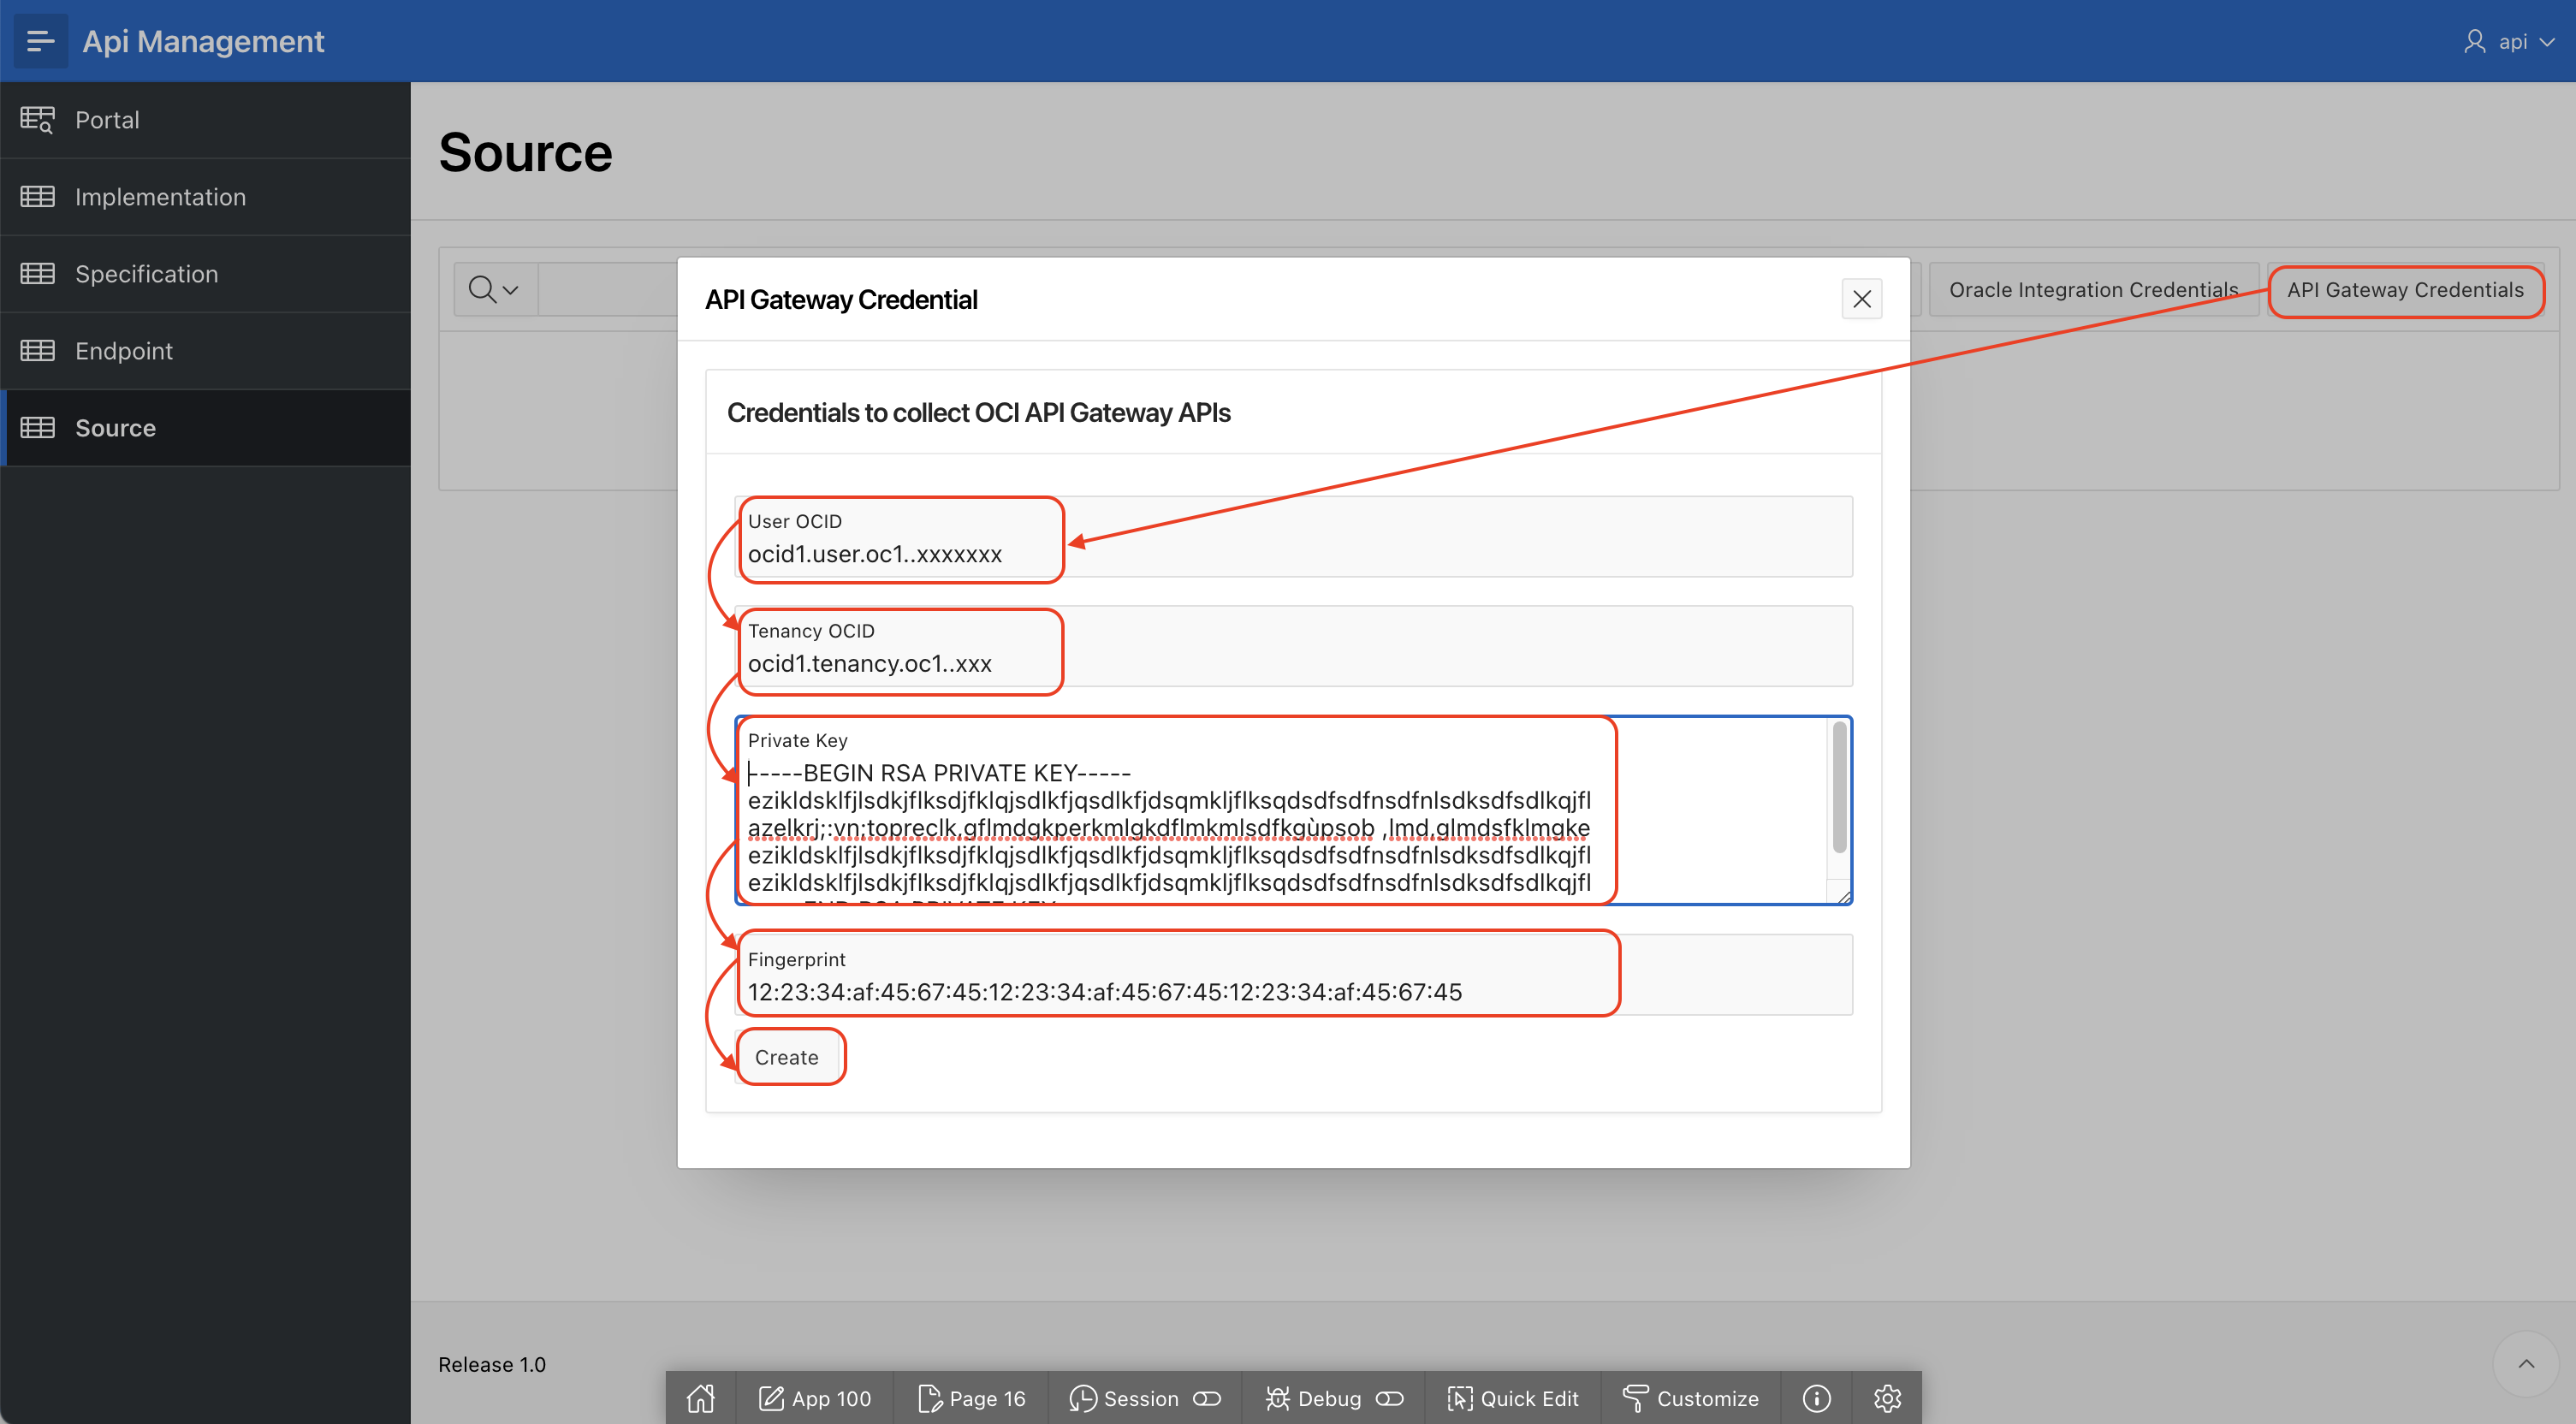 Api Management
api
Portal
Implementation
Specification
Endpoint
Source
Source
Oracle Integration Credentials
API Gateway Credentials
API Gateway Credential
Credentials to collect OCI API Gateway APIs
User OCID
ocid1.user.oc1..xxxxxxx
Tenancy OCID
ocid1.tenancy.oc1..xxx
Private Key
-----BEGIN RSA PRIVATE KEY-----
ezikldsklfjlsdkjflksdjfklqjsdlkfjqsdlkfjdsqmkljflksqdsdfsdfnsdfnlsdksdfsdlkqjfl
azelkrj;:vn;topreclk,gflmdgkperkmlgkdflmkmlsdfkgùpsob ,lmd,glmdsfklmgke
ezikldsklfjlsdkjflksdjfklqjsdlkfjqsdlkfjdsqmkljflksqdsdfsdfnsdfnlsdksdfsdlkqjfl
ezikldsklfjlsdkjflksdjfklqjsdlkfjqsdlkfjdsqmkljflksqdsdfsdfnsdfnlsdksdfsdlkqjfl
END RSA PRIVATE KEY
Fingerprint
12:23:34:af:45:67:45:12:23:34:af:45:67:45:12:23:34:af:45:67:45
Create
Release 1.0
App 100
Page 16
Session
Debug
Quick Edit
Customize